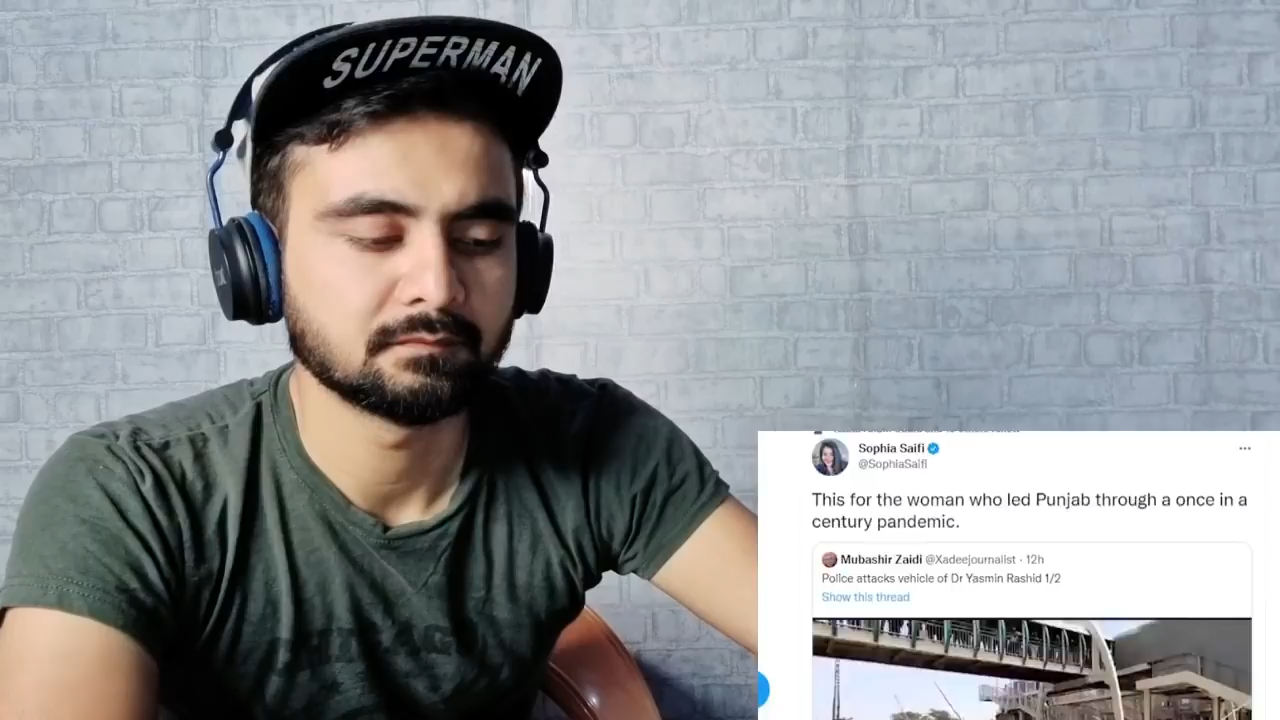 SUPERMAN
Sophia Saifi
@SophiaSaifi
This for the woman who led Punjab through a once in a
century pandemic.
Mubashir Zaidi @Xadeejournalist · 12h
Police attacks vehicle of Dr Yasmin Rashid 1/2
Show this thread